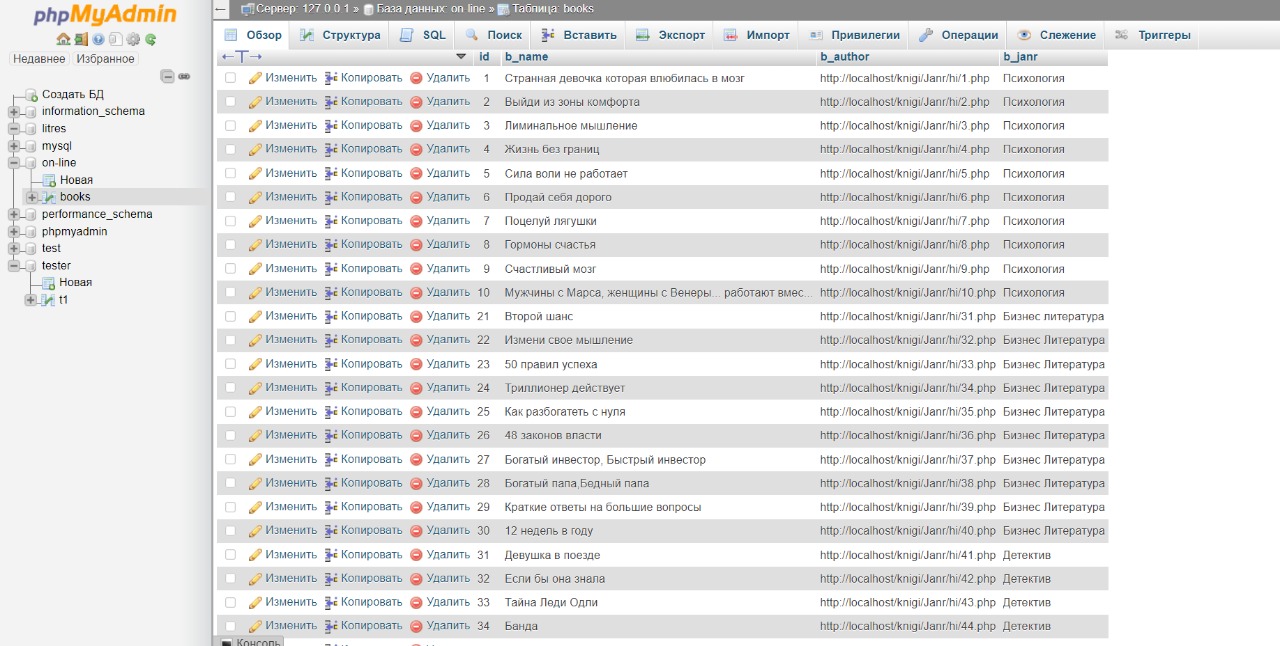 phpMyAdmin
Недавнее Избранное
Создать БД
information_schema
litres
mysql
on-line
Новая
books
performance_schema
phpmyadmin
test
tester
Новая
t1
Сервер: 127.0.0.1 » База данных: on-line » Таблица: books
Обзор Структура SQL Поиск Вставить Экспорт Импорт Привилегии Операции Слежение Триггеры
←T→ id b_name b_author b_janr
Изменить Копировать Удалить 1 Странная девочка которая влюбилась в мозг http://localhost/knigi/Janr/hi/1.php Психология
Изменить Копировать Удалить 2 Выйди из зоны комфорта http://localhost/knigi/Janr/hi/2.php Психология
Изменить Копировать Удалить 3 Лиминальное мышление http://localhost/knigi/Janr/hi/3.php Психология
Изменить Копировать Удалить 4 Жизнь без границ http://localhost/knigi/Janr/hi/4.php Психология
Изменить Копировать Удалить 5 Сила воли не работает http://localhost/knigi/Janr/hi/5.php Психология
Изменить Копировать Удалить 6 Продай себя дорого http://localhost/knigi/Janr/hi/6.php Психология
Изменить Копировать Удалить 7 Поцелуй лягушки http://localhost/knigi/Janr/hi/7.php Психология
Изменить Копировать Удалить 8 Гормоны счастья http://localhost/knigi/Janr/hi/8.php Психология
Изменить Копировать Удалить 9 Счастливый мозг http://localhost/knigi/Janr/hi/9.php Психология
Изменить Копировать Удалить 10 Мужчины с Марса, женщины с Венеры... работают вмес... http://localhost/knigi/Janr/hi/10.php Психология
Изменить Копировать Удалить 21 Второй шанс http://localhost/knigi/Janr/hi/31.php Бизнес литература
Изменить Копировать Удалить 22 Измени свое мышление http://localhost/knigi/Janr/hi/32.php Бизнес Литература
Изменить Копировать Удалить 23 50 правил успеха http://localhost/knigi/Janr/hi/33.php Бизнес Литература
Изменить Копировать Удалить 24 Триллионер действует http://localhost/knigi/Janr/hi/34.php Бизнес Литература
Изменить Копировать Удалить 25 Как разбогатеть с нуля http://localhost/knigi/Janr/hi/35.php Бизнес Литература
Изменить Копировать Удалить 26 48 законов власти http://localhost/knigi/Janr/hi/36.php Бизнес Литература
Изменить Копировать Удалить 27 Богатый инвестор, Быстрый инвестор http://localhost/knigi/Janr/hi/37.php Бизнес Литература
Изменить Копировать Удалить 28 Богатый папа,Бедный папа http://localhost/knigi/Janr/hi/38.php Бизнес Литература
Изменить Копировать Удалить 29 Краткие ответы на большие вопросы http://localhost/knigi/Janr/hi/39.php Бизнес Литература
Изменить Копировать Удалить 30 12 недель в году http://localhost/knigi/Janr/hi/40.php Бизнес Литература
Изменить Копировать Удалить 31 Девушка в поезде http://localhost/knigi/Janr/hi/41.php Детектив
Изменить Копировать Удалить 32 Если бы она знала http://localhost/knigi/Janr/hi/42.php Детектив
Изменить Копировать Удалить 33 Тайна Леди Одли http://localhost/knigi/Janr/hi/43.php Детектив
Изменить Копировать Удалить 34 Банда http://localhost/knigi/Janr/hi/44.php Детектив
Консоль